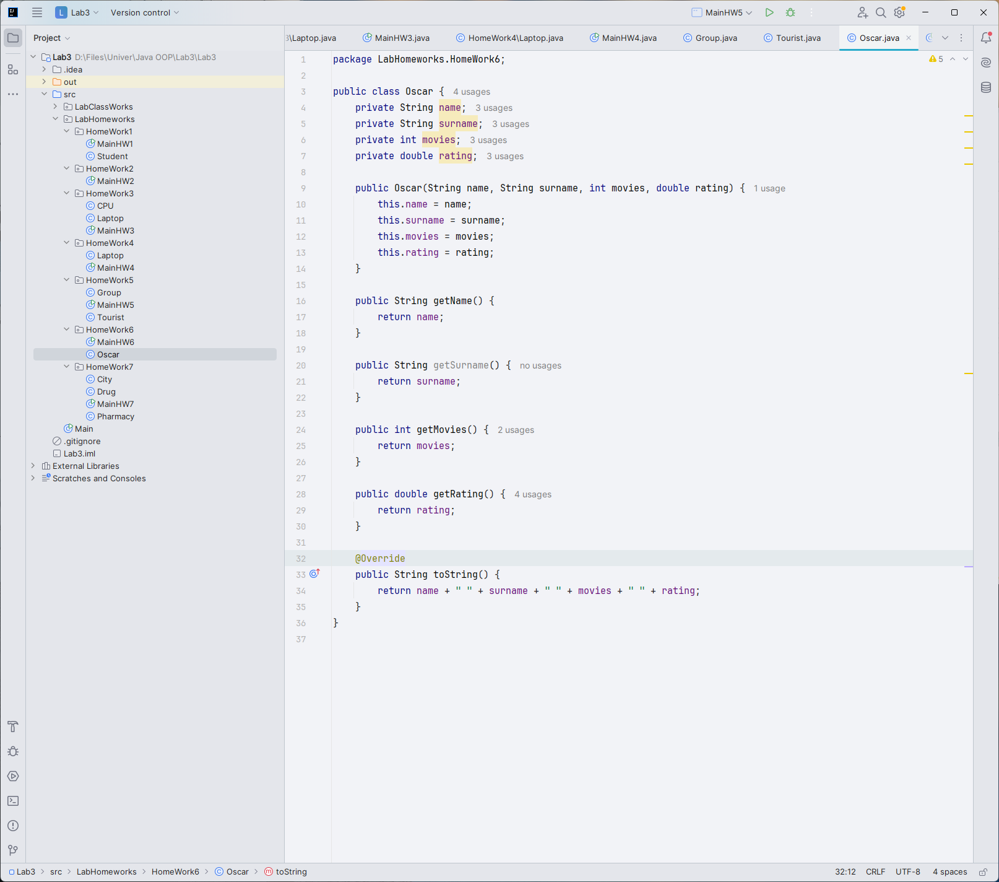 L Lab3 Version control MainHW5
Project
3\Laptop.java MainHW3.java HomeWork4\Laptop.java MainHW4.java Group.java Tourist.java Oscar.java
Lab3 D:\Files\Univer\Java OOP\Lab3\Lab3
.idea
out
src
LabClassWorks
LabHomeworks
HomeWork1
MainHW1
Student
HomeWork2
MainHW2
HomeWork3
CPU
Laptop
MainHW3
HomeWork4
Laptop
MainHW4
HomeWork5
Group
MainHW5
Tourist
HomeWork6
MainHW6
Oscar
HomeWork7
City
Drug
MainHW7
Pharmacy
Main
.gitignore
Lab3.iml
External Libraries
Scratches and Consoles
5
1 package LabHomeworks.HomeWork6;
2
3 public class Oscar { 4 usages
4 private String name; 3 usages
5 private String surname; 3 usages
6 private int movies; 3 usages
7 private double rating; 3 usages
8
9 public Oscar(String name, String surname, int movies, double rating) { 1 usage
10 this.name = name;
11 this.surname = surname;
12 this.movies = movies;
13 this.rating = rating;
14 }
15
16 public String getName() {
17 return name;
18 }
19
20 public String getSurname() { no usages
21 return surname;
22 }
23
24 public int getMovies() { 2 usages
25 return movies;
26 }
27
28 public double getRating() { 4 usages
29 return rating;
30 }
31
32 @Override
33 public String toString() {
34 return name + " " + surname + " " + movies + " " + rating;
35 }
36 }
37
Lab3 > src > LabHomeworks > HomeWork6 > Oscar > toString 32:12 CRLF UTF-8 4 spaces